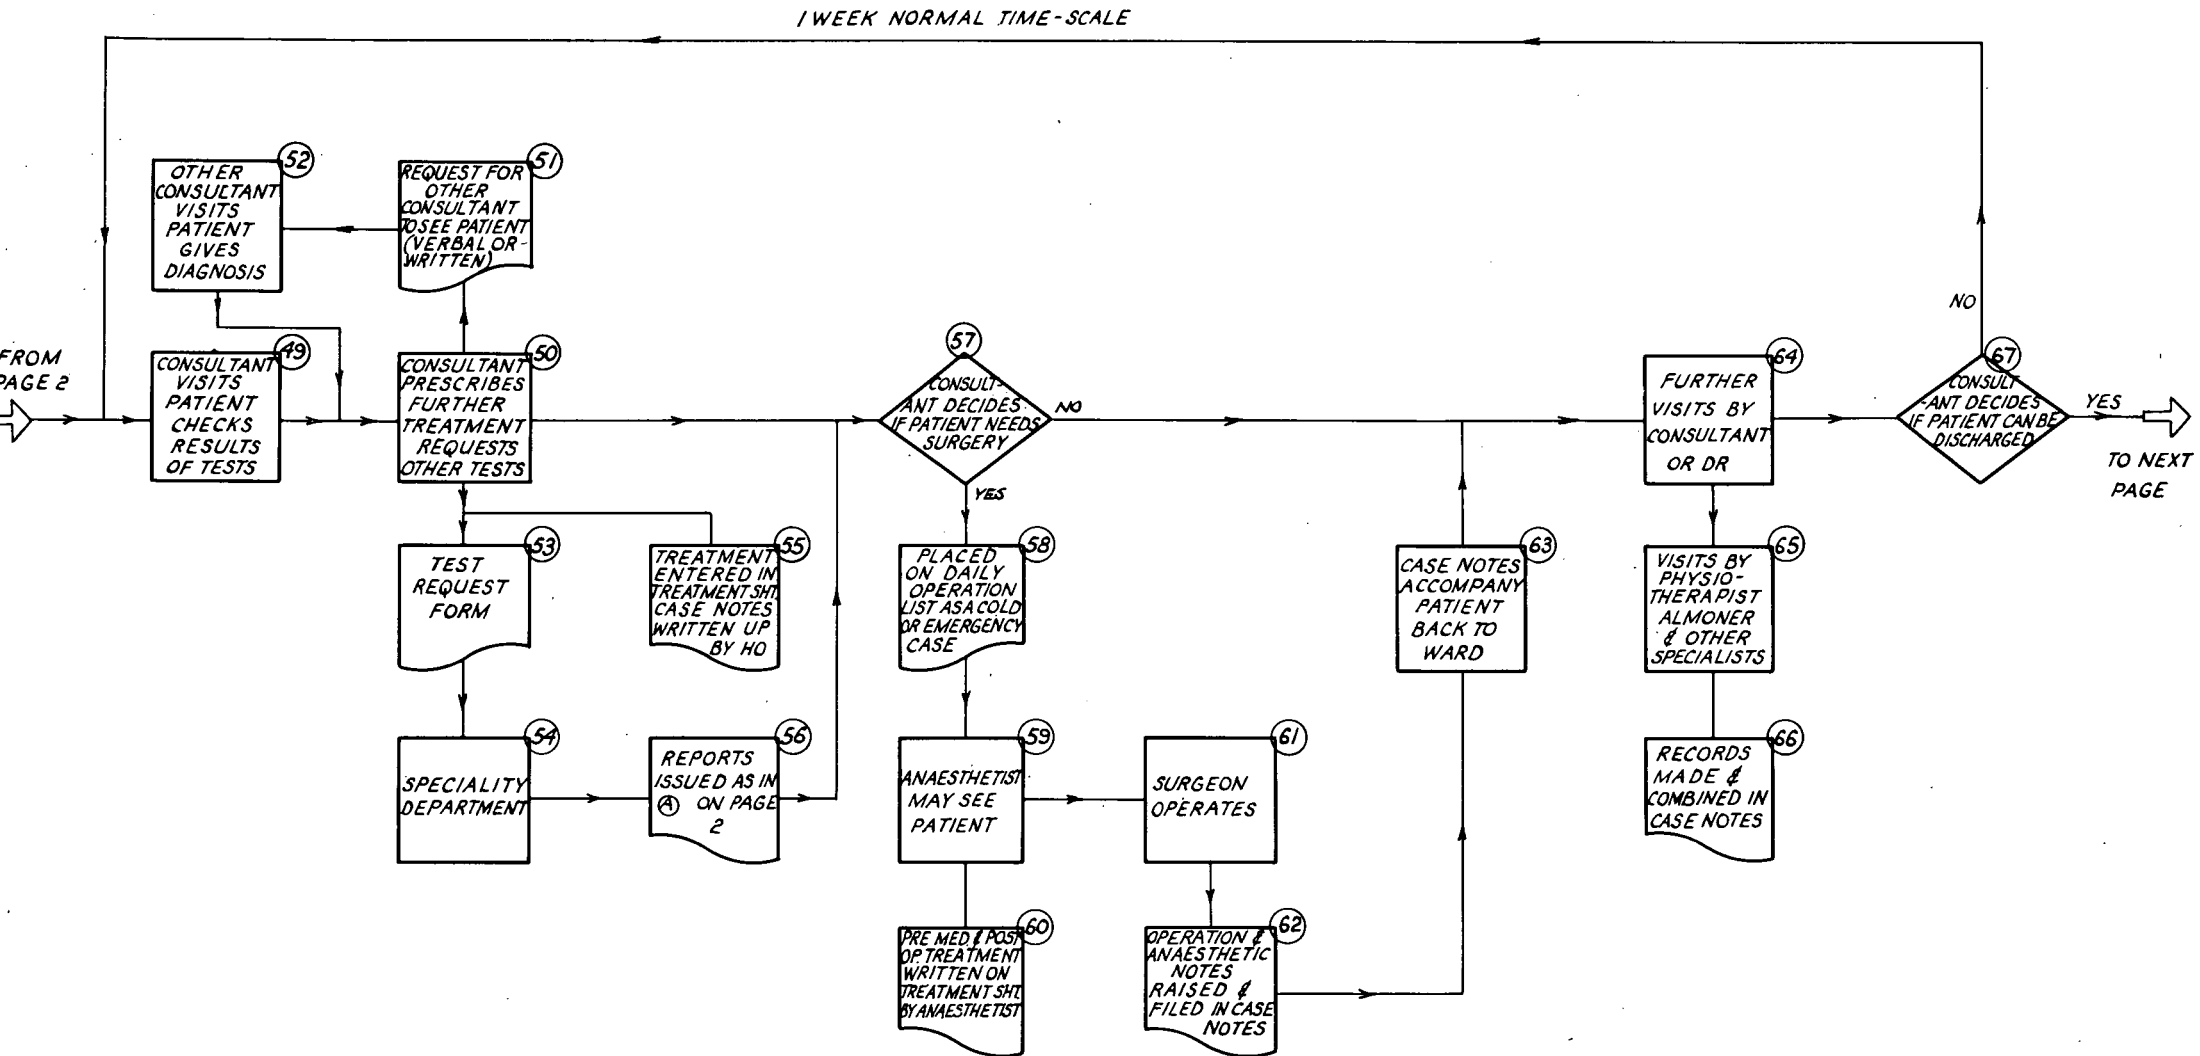 1 WEEK NORMAL TIME-SCALE
52
OTHER
CONSULTANT
VISITS
PATIENT
GIVES
DIAGNOSIS
51
REQUEST FOR
OTHER
CONSULTANT
TO SEE PATIENT
(VERBAL OR-
WRITTEN)
FROM
PAGE 2
49
CONSULTANT
VISITS
PATIENT
CHECKS
RESULTS
OF TESTS
50
CONSULTANT
PRESCRIBES
FURTHER
TREATMENT
REQUESTS
OTHER TESTS
57
CONSULT-
ANT DECIDES
IF PATIENT NEEDS
SURGERY
NO
YES
64
FURTHER
VISITS BY
CONSULTANT
OR DR
NO
67
CONSULT
-ANT DECIDES
IF PATIENT CAN BE
DISCHARGED
YES
TO NEXT
PAGE
53
TEST
REQUEST
FORM
55
TREATMENT
ENTERED IN
TREATMENT SHT.
CASE NOTES
WRITTEN UP
BY HO
58
PLACED
ON DAILY
OPERATION
LIST AS A COLD
OR EMERGENCY
CASE
63
CASE NOTES
ACCOMPANY
PATIENT
BACK TO
WARD
65
VISITS BY
PHYSIO-
THERAPIST
ALMONER
& OTHER
SPECIALISTS
54
SPECIALITY
DEPARTMENT
56
REPORTS
ISSUED AS IN
A ON PAGE
2
59
ANAESTHETIST
MAY SEE
PATIENT
61
SURGEON
OPERATES
66
RECORDS
MADE &
COMBINED IN
CASE NOTES
60
PRE MED & POST
OP. TREATMENT
WRITTEN ON
TREATMENT SHT.
BY ANAESTHETIST
62
OPERATION &
ANAESTHETIC
NOTES
RAISED &
FILED IN CASE
NOTES